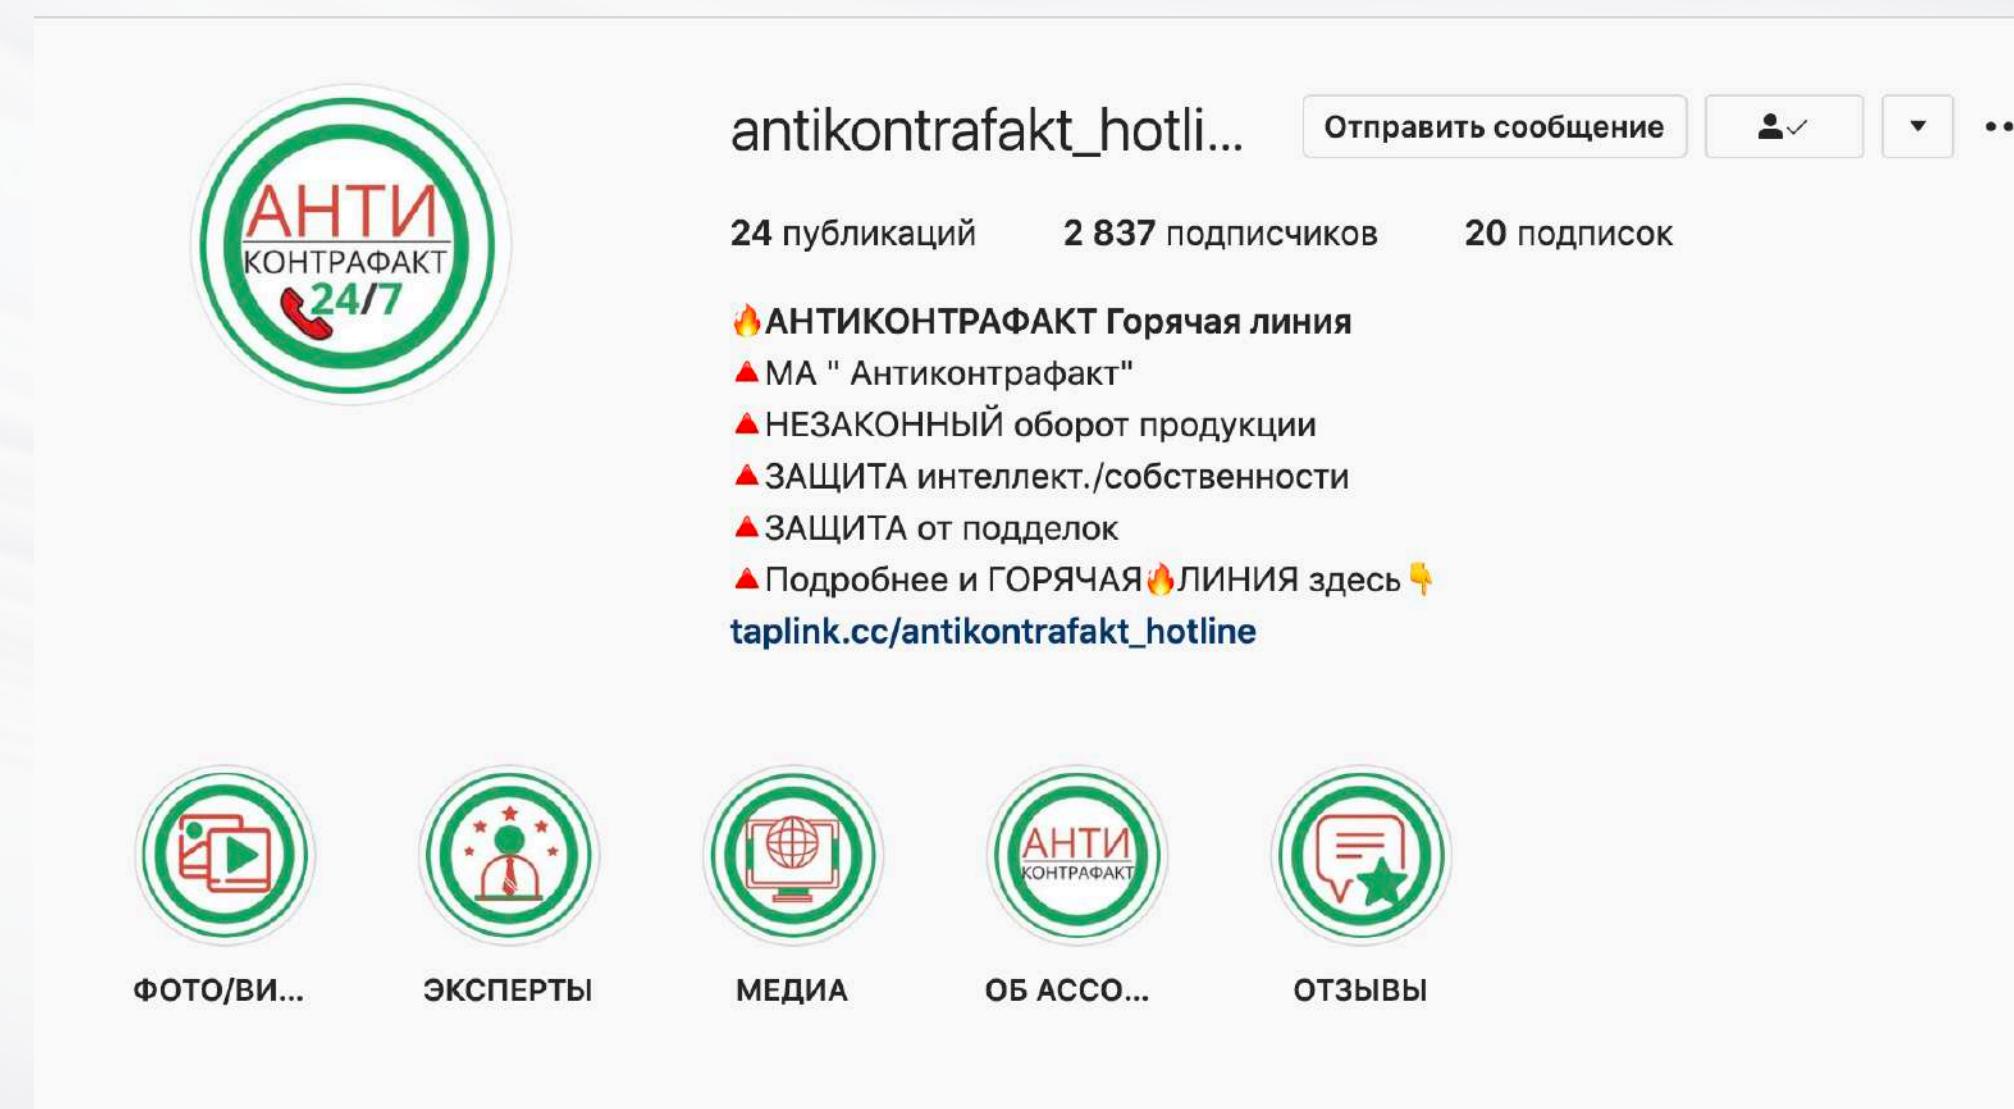 АНТИ
КОНТРАФАКТ
24/7
antikontrafakt_hotli...
Отправить сообщение
24 публикаций 2 837 подписчиков 20 подписок
🔥АНТИКОНТРАФАКТ Горячая линия
🔺МА " Антиконтрафакт"
🔺НЕЗАКОННЫЙ оборот продукции
🔺ЗАЩИТА интеллект./собственности
🔺ЗАЩИТА от подделок
🔺Подробнее и ГОРЯЧАЯ🔥ЛИНИЯ здесь👇
taplink.cc/antikontrafakt_hotline
АНТИ
КОНТРАФАКТ
ФОТО/ВИ... ЭКСПЕРТЫ МЕДИА ОБ АССО... ОТЗЫВЫ